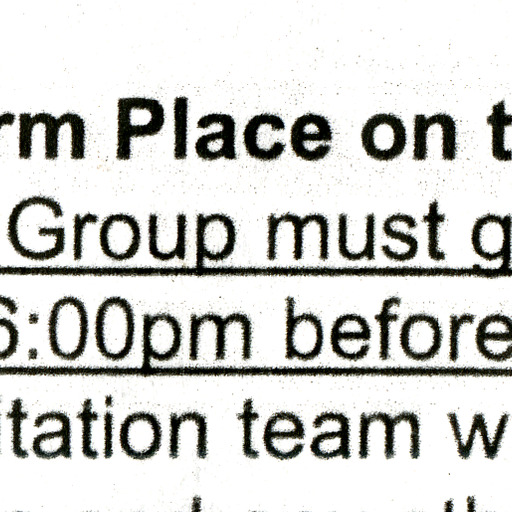 rm Place on t
Group must g
6:00pm before
itation team w